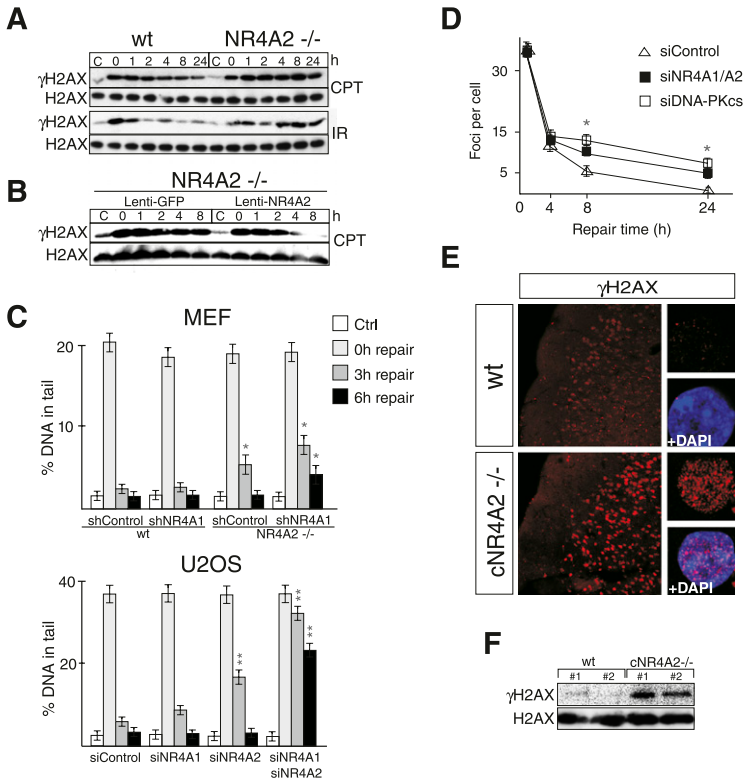 A
wt NR4A2 -/-
C 0 1 2 4 8 24 C 0 1 2 4 8 24 h
γH2AX
CPT
H2AX
γH2AX
IR
H2AX
B
NR4A2 -/-
Lenti-GFP Lenti-NR4A2
C 0 1 2 4 8 C 0 1 2 4 8 h
γH2AX
CPT
H2AX
C
MEF
Ctrl
0h repair
3h repair
6h repair
% DNA in tail
20
10
*
*
*
shControl shNR4A1 shControl shNR4A1
wt NR4A2 -/-
U2OS
% DNA in tail
40
20
**
**
**
siControl siNR4A1 siNR4A2 siNR4A1
siNR4A2
D
siControl
siNR4A1/A2
siDNA-PKcs
Foci per cell
30
15
5
*
*
0 4 8 24
Repair time (h)
E
γH2AX
wt
+DAPI
cNR4A2 -/-
+DAPI
F
wt cNR4A2-/-
#1 #2 #1 #2
γH2AX
H2AX